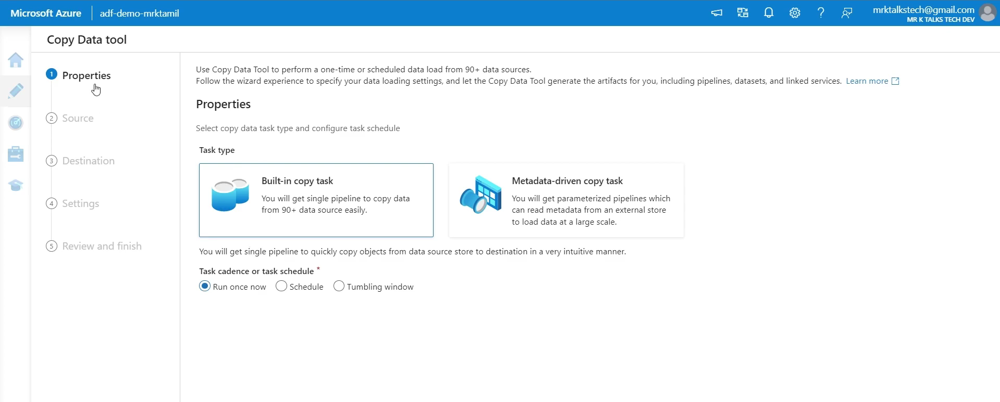 Microsoft Azure
adf-demo-mrktamil
mrktalkstech@gmail.com
MR K TALKS TECH DEV
Copy Data tool
1 Properties
2 Source
3 Destination
4 Settings
5 Review and finish
Use Copy Data Tool to perform a one-time or scheduled data load from 90+ data sources.
Follow the wizard experience to specify your data loading settings, and let the Copy Data Tool generate the artifacts for you, including pipelines, datasets, and linked services. Learn more
Properties
Select copy data task type and configure task schedule
Task type
Built-in copy task
You will get single pipeline to copy data
from 90+ data source easily.
Metadata-driven copy task
You will get parameterized pipelines which
can read metadata from an external store
to load data at a large scale.
You will get single pipeline to quickly copy objects from data source store to destination in a very intuitive manner.
Task cadence or task schedule *
Run once now Schedule Tumbling window